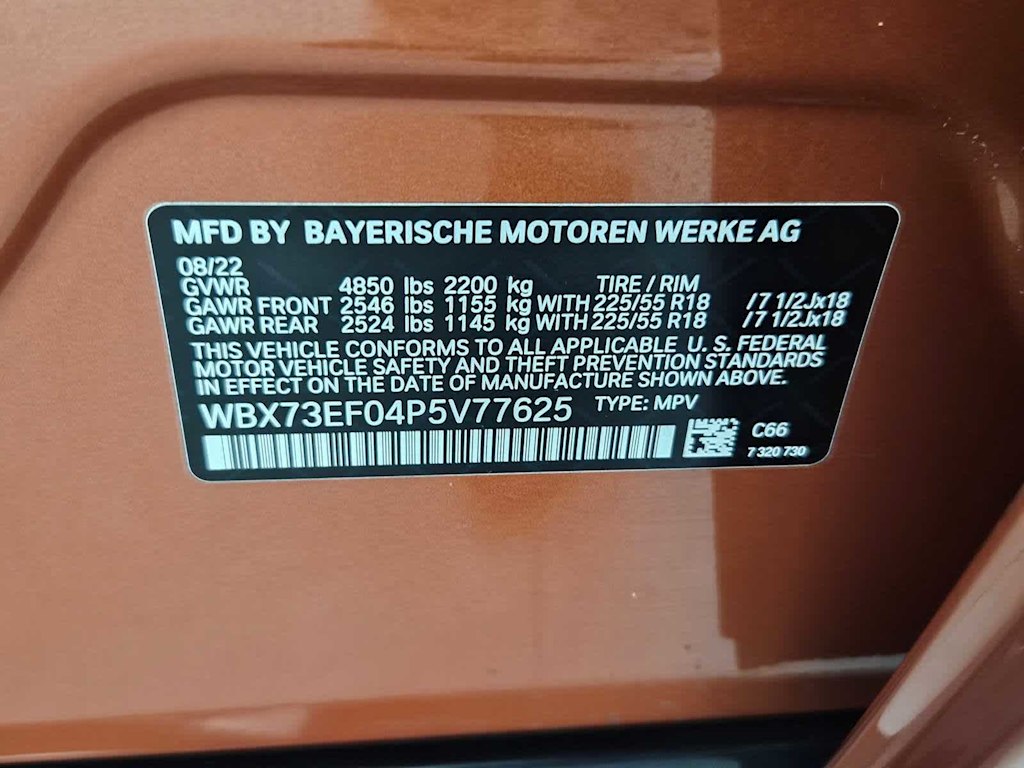 MFD BY BAYERISCHE MOTOREN WERKE AG
08/22
GVWR 4850 lbs 2200 kg TIRE / RIM
GAWR FRONT 2546 lbs 1155 kg WITH 225/55 R18 /7 1/2Jx18
GAWR REAR 2524 lbs 1145 kg WITH 225/55 R18 /7 1/2Jx18
THIS VEHICLE CONFORMS TO ALL APPLICABLE U. S. FEDERAL
MOTOR VEHICLE SAFETY AND THEFT PREVENTION STANDARDS
IN EFFECT ON THE DATE OF MANUFACTURE SHOWN ABOVE.
WBX73EF04P5V77625 TYPE: MPV
C66
7 320 730